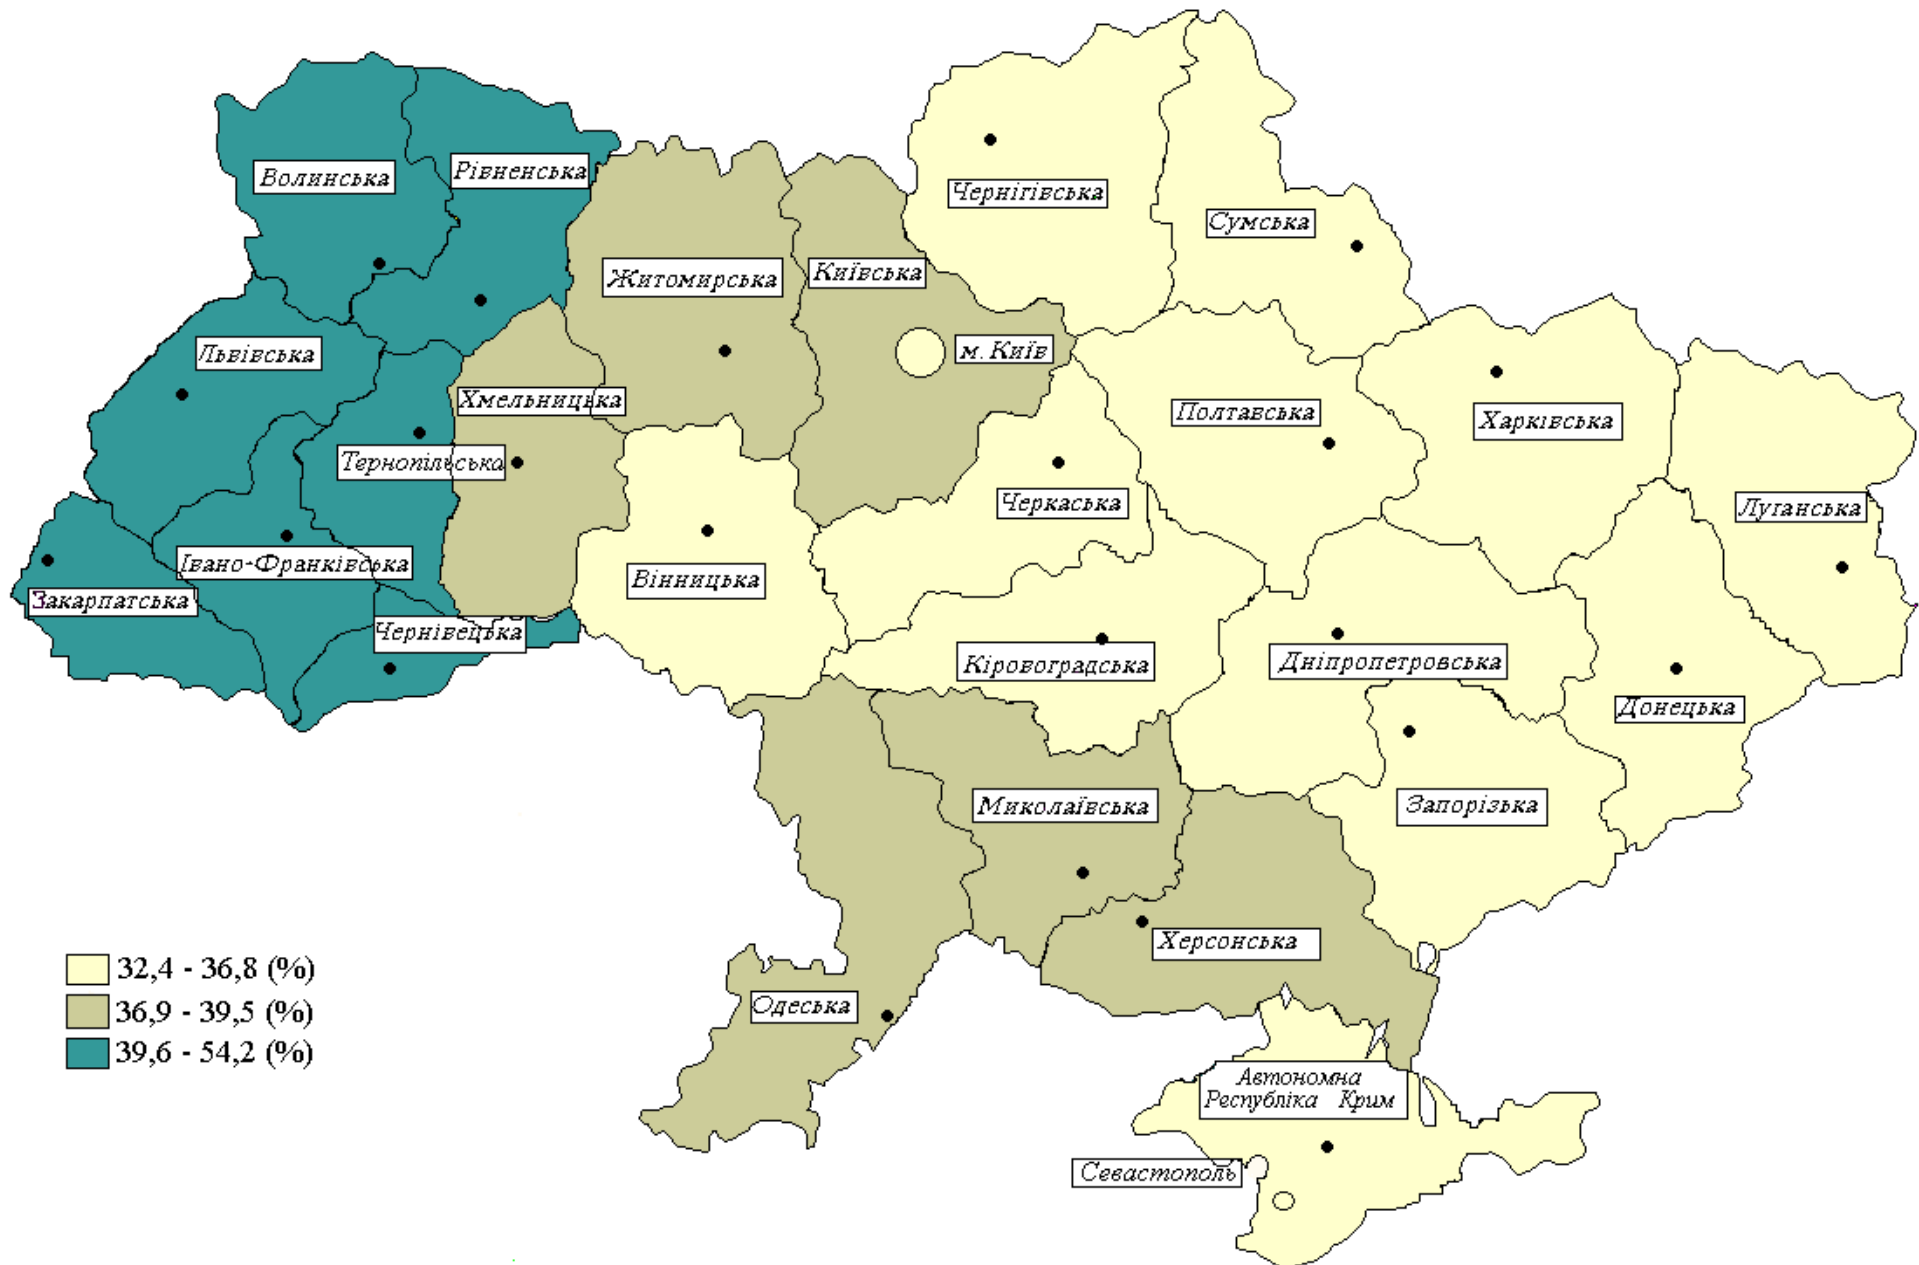 Чернігівська
Волинська
Рівненська
Сумська
Житомирська
Київська
Львівська
м. Київ
Хмельницька
Полтавська
Харківська
Тернопільська
Черкаська
Луганська
Івано-Франківська
Вінницька
Закарпатська
Чернівецька
Кіровоградська
Дніпропетровська
Донецька
Миколаївська
Запорізька
Херсонська
32,4 - 36,8 (%)
36,9 - 39,5 (%)
39,6 - 54,2 (%)
Одеська
Автономна
Республіка Крим
Севастополь